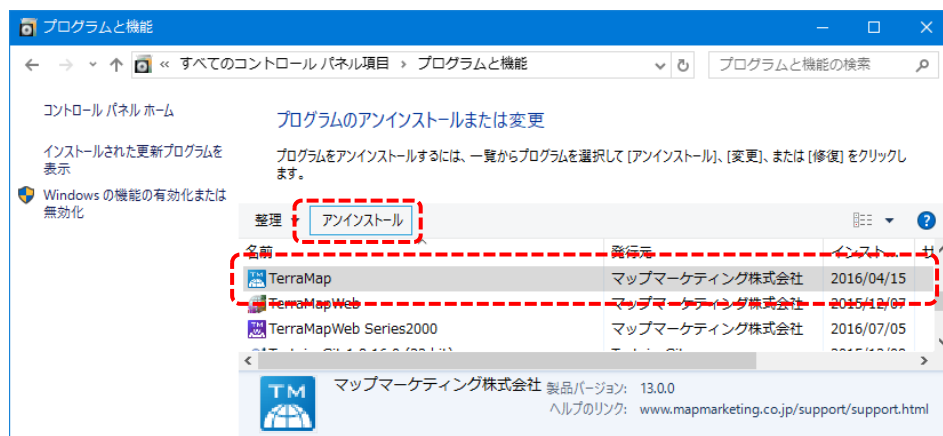 プログラムと機能
« すべてのコントロール パネル項目 › プログラムと機能
プログラムと機能の検索
コントロール パネル ホーム
インストールされた更新プログラムを
表示
Windows の機能の有効化または
無効化
プログラムのアンインストールまたは変更
プログラムをアンインストールするには、一覧からプログラムを選択して [アンインストール]、[変更]、または [修復] をクリックし
ます。
整理 アンインストール
名前 発行元 インスト... サ
TerraMap マップマーケティング株式会社 2016/04/15
TerraMapWeb マップマーケティング株式会社 2015/12/07
TerraMapWeb Series2000 マップマーケティング株式会社 2016/07/05
TM
マップマーケティング株式会社 製品バージョン: 13.0.0
ヘルプのリンク: www.mapmarketing.co.jp/support/support.html